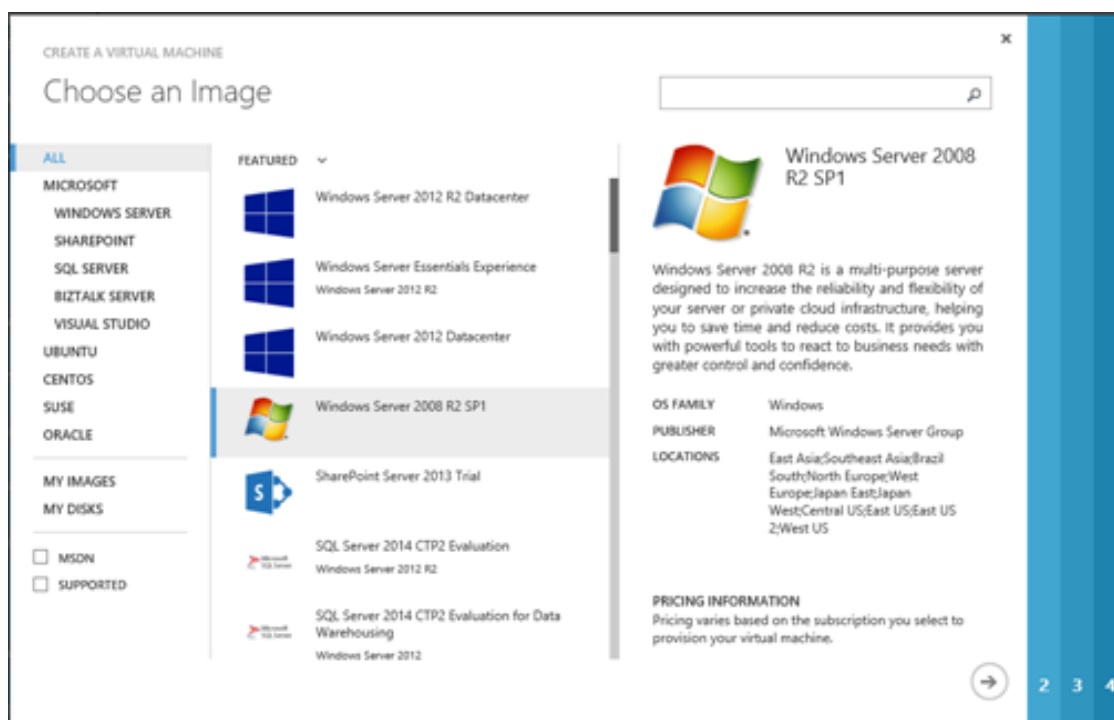 CREATE A VIRTUAL MACHINE
Choose an Image
ALL
MICROSOFT
WINDOWS SERVER
SHAREPOINT
SQL SERVER
BIZTALK SERVER
VISUAL STUDIO
UBUNTU
CENTOS
SUSE
ORACLE
MY IMAGES
MY DISKS
MSDN
SUPPORTED
FEATURED
Windows Server 2012 R2 Datacenter
Windows Server Essentials Experience
Windows Server 2012 R2
Windows Server 2012 Datacenter
Windows Server 2008 R2 SP1
S
SharePoint Server 2013 Trial
Microsoft
SQL Server
SQL Server 2014 CTP2 Evaluation
Windows Server 2012 R2
Microsoft
SQL Server
SQL Server 2014 CTP2 Evaluation for Data
Warehousing
Windows Server 2012
Windows Server 2008
R2 SP1
Windows Server 2008 R2 is a multi-purpose server
designed to increase the reliability and flexibility of
your server or private cloud infrastructure, helping
you to save time and reduce costs. It provides you
with powerful tools to react to business needs with
greater control and confidence.
OS FAMILY Windows
PUBLISHER Microsoft Windows Server Group
LOCATIONS East Asia;Southeast Asia;Brazil
South;North Europe;West
Europe;Japan East;Japan
West;Central US;East US;East US
2;West US
PRICING INFORMATION
Pricing varies based on the subscription you select to
provision your virtual machine.
2 3 4